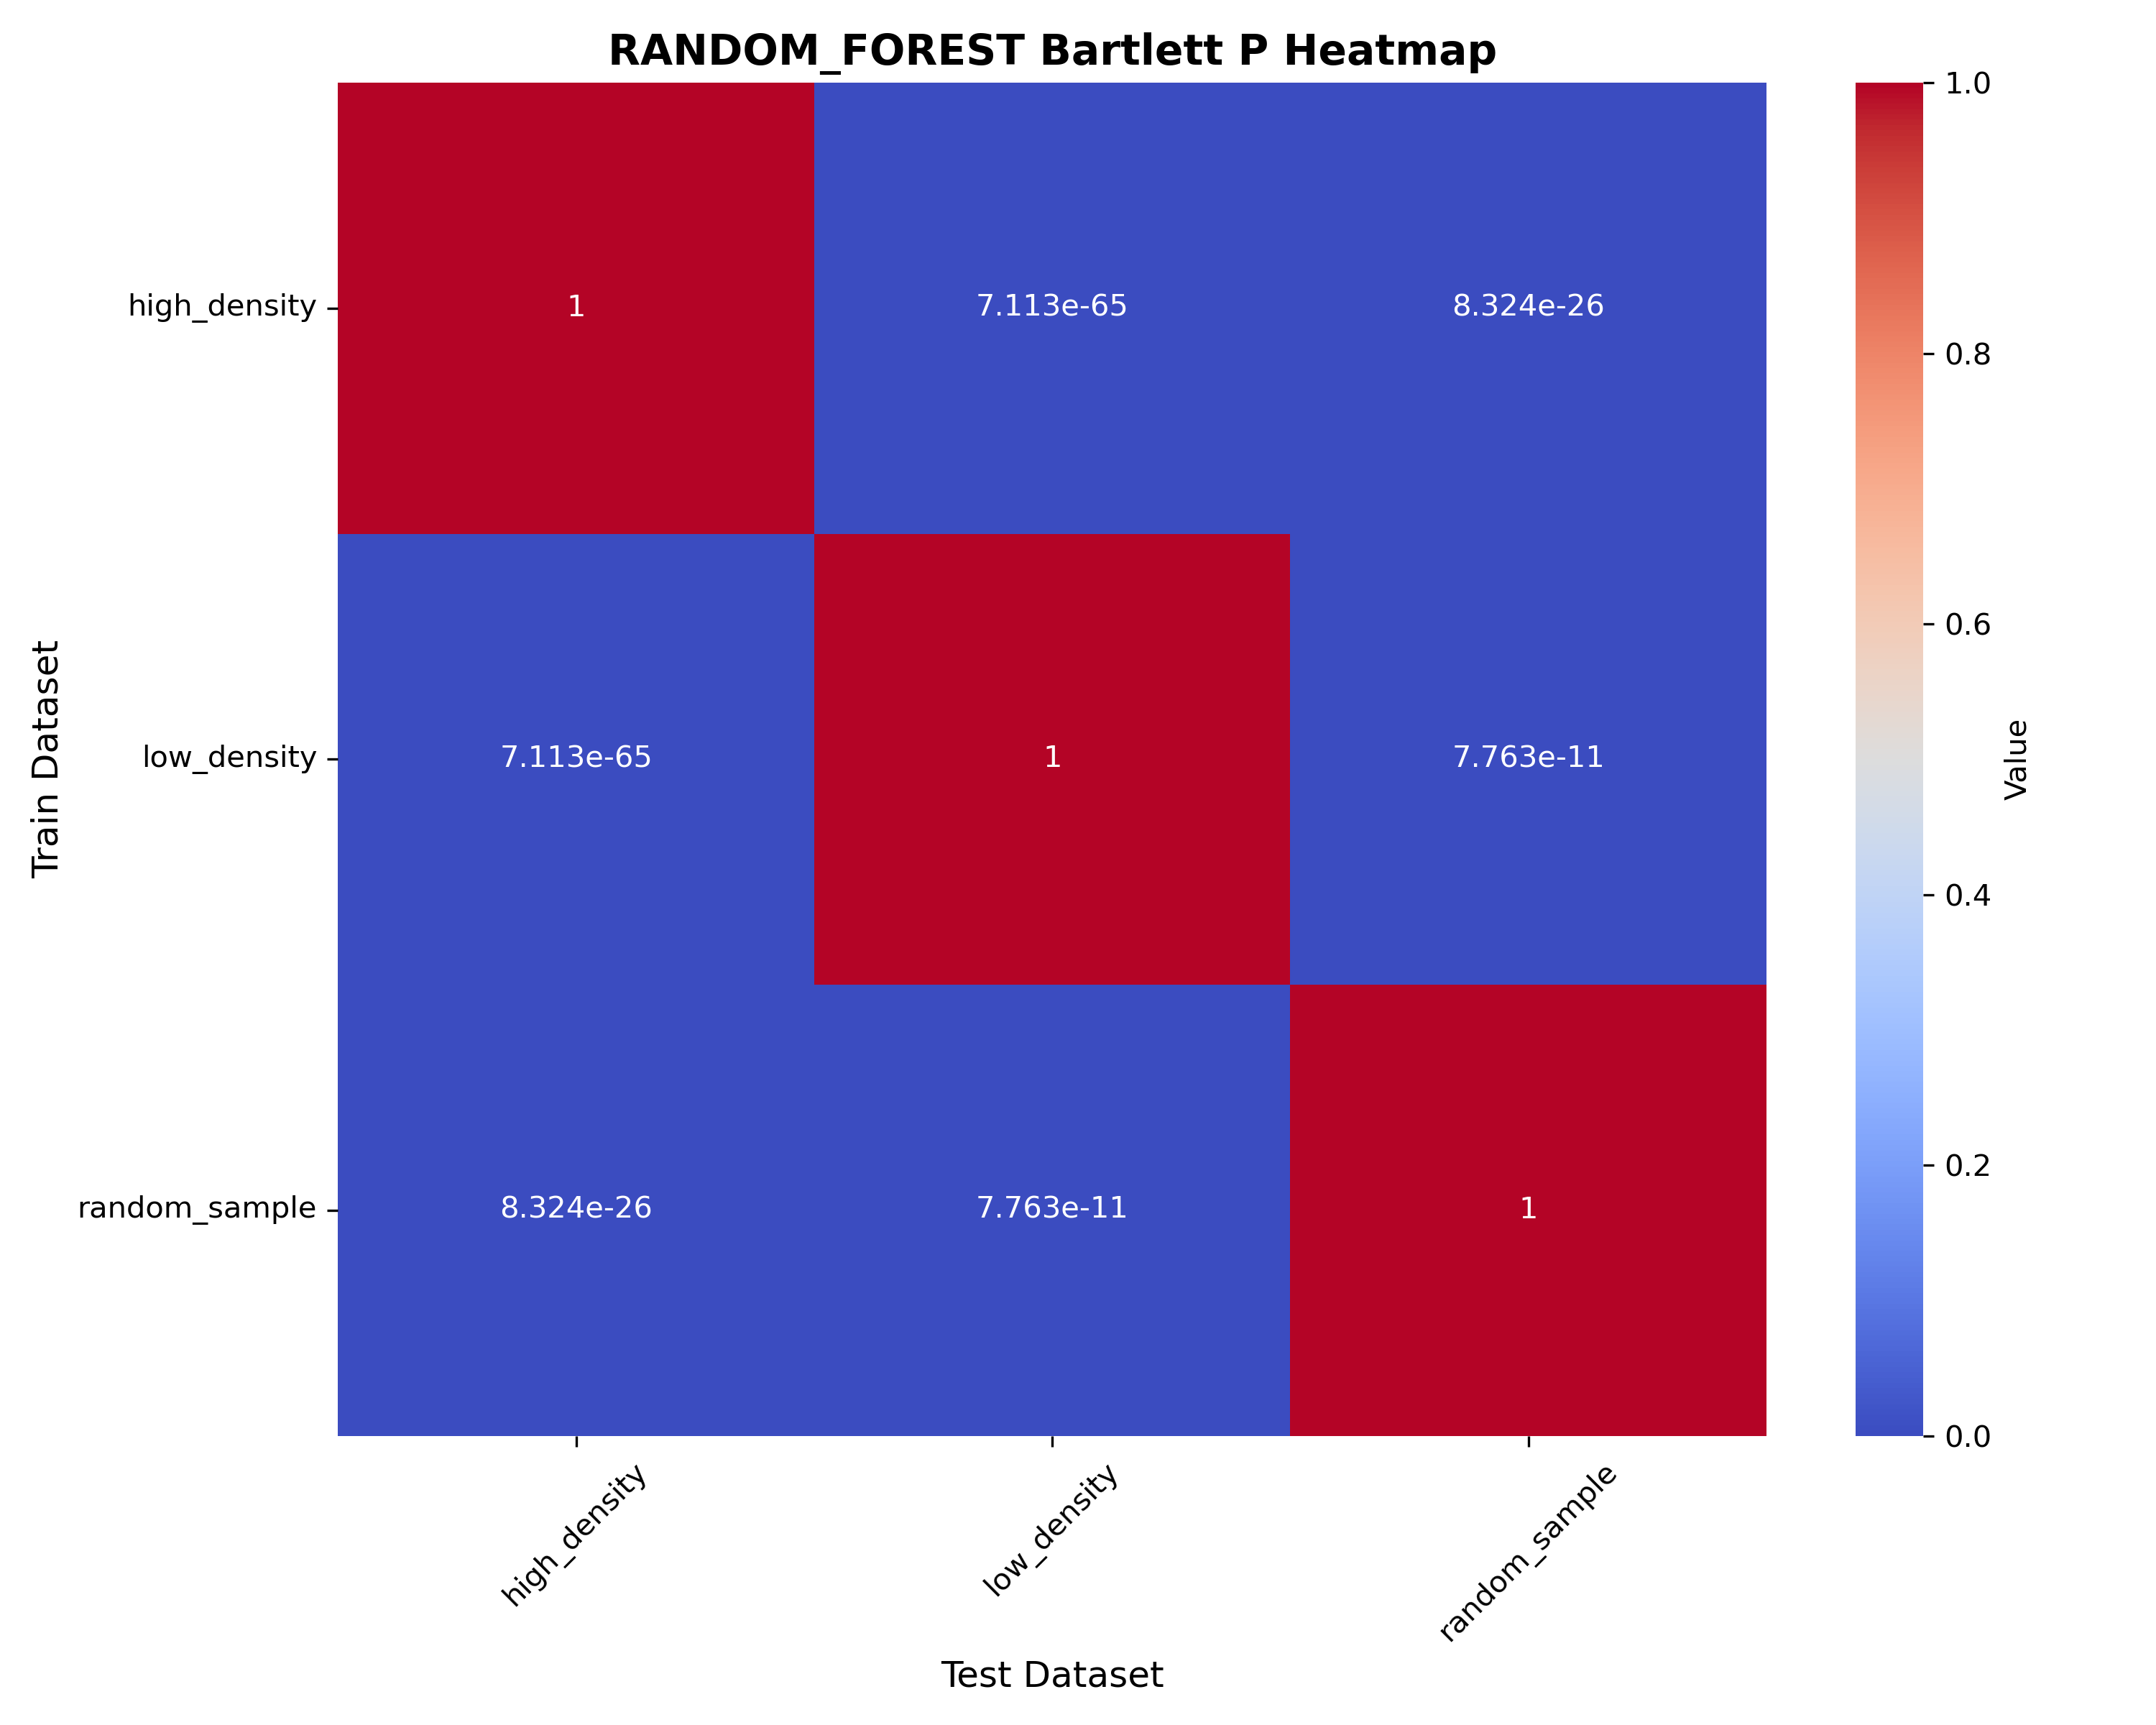 RANDOM_FOREST Bartlett P Heatmap
Train Dataset
high_density
1
7.113e-65
8.324e-26
low_density
7.113e-65
1
7.763e-11
random_sample
8.324e-26
7.763e-11
1
high_density
low_density
random_sample
Test Dataset
1.0
0.8
0.6
0.4
0.2
0.0
Value